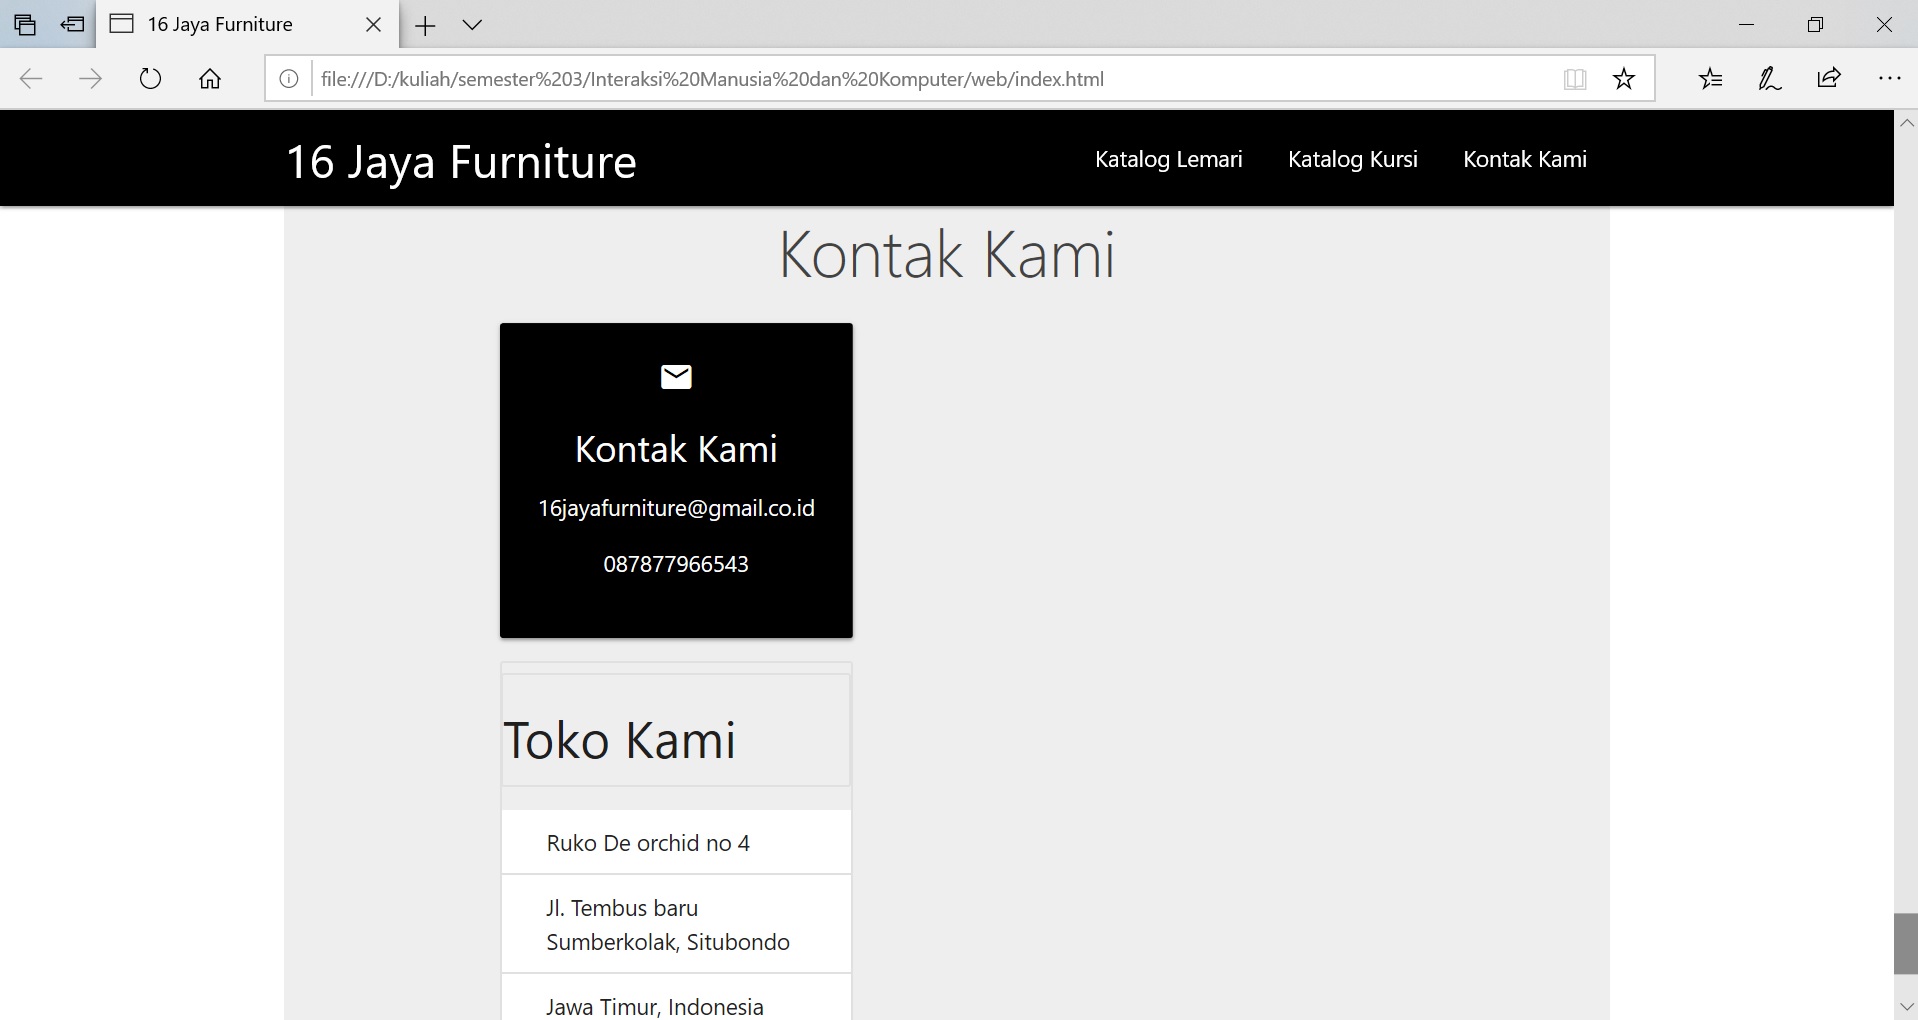 16 Jaya Furniture
file:///D:/kuliah/semester%203/Interaksi%20Manusia%20dan%20Komputer/web/index.html
16 Jaya Furniture
Katalog Lemari
Katalog Kursi
Kontak Kami
Kontak Kami
Kontak Kami
16jayafurniture@gmail.co.id
087877966543
Toko Kami
Ruko De orchid no 4
Jl. Tembus baru
Sumberkolak, Situbondo
Jawa Timur, Indonesia